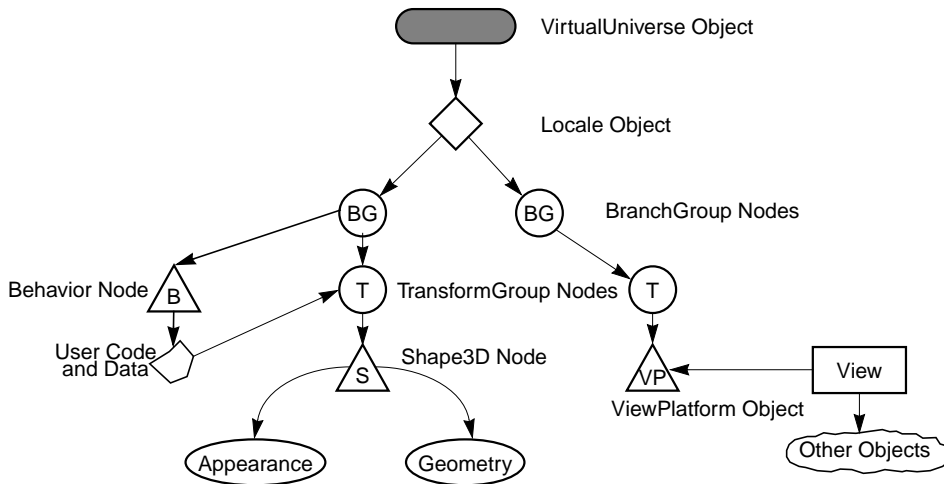 VirtualUniverse Object
Locale Object
BG
BG
BranchGroup Nodes
Behavior Node
B
T
TransformGroup Nodes
T
User Code
and Data
S
Shape3D Node
VP
View
ViewPlatform Object
Appearance
Geometry
Other Objects